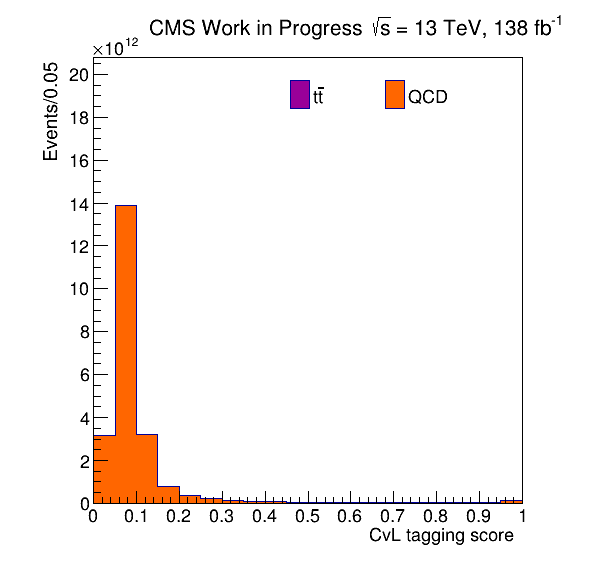 CMS Work in Progress √s = 13 TeV, 138 fb⁻¹
×10¹²
Events/0.05
20
18
16
14
12
10
8
6
4
2
0
tt̄
QCD
0 0.1 0.2 0.3 0.4 0.5 0.6 0.7 0.8 0.9 1
CvL tagging score